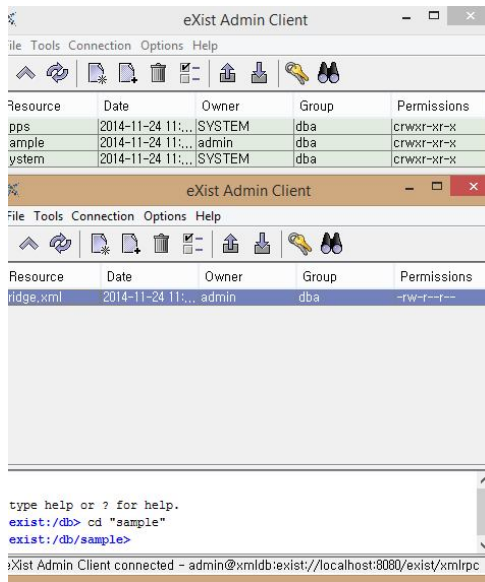 eXist Admin Client
ile Tools Connection Options Help
Resource Date Owner Group Permissions
pps 2014-11-24 11:... SYSTEM dba crwxr-xr-x
ample 2014-11-24 11:... admin dba crwxr-xr-x
ystem 2014-11-24 11:... SYSTEM dba crwxr-xr-x
eXist Admin Client
File Tools Connection Options Help
Resource Date Owner Group Permissions
ridge,xml 2014-11-24 11:... admin dba -rw-r--r--
type help or ? for help.
exist:/db> cd "sample"
exist:/db/sample>
eXist Admin Client connected - admin@xmldb:exist://localhost:8080/exist/xmlrpc